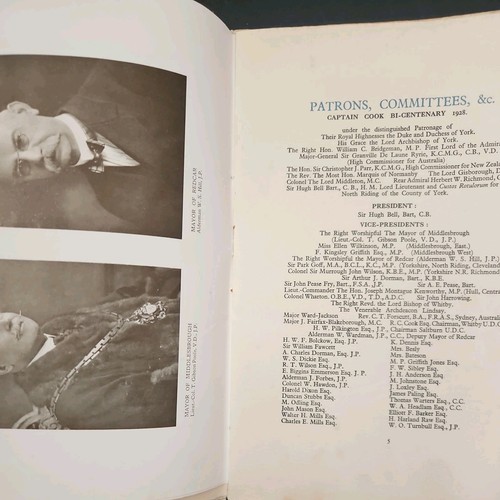 MAYOR OF REDCAR
Alderman W. S. Hill, J.P.
MAYOR OF MIDDLESBROUGH
Lieut.-Col. T. Gibson Poole, V.D., J.P.
PATRONS, COMMITTEES, &c.
CAPTAIN COOK BI-CENTENARY 1928.
under the distinguished Patronage of
Their Royal Highnesses the Duke and Duchess of York.
His Grace the Lord Archbishop of York.
The Right Hon. William C. Bridgeman, M.P. First Lord of the Admir
Major-General Sir Granville De Laune Ryrie, K.C.M.G., C.B., V.D.
(High Commissioner for Australia)
The Hon. Sir Christopher J. Parr, K.C.M.G., High Commissioner for New Zeala
The Rev. The Most Hon. Marquis of Normanby The Lord Gisborough, D
Colonel The Lord Middleton, M.C. Rear Admiral Herbert W. Richmond, C
Sir Hugh Bell Bart., C.B., H.M. Lord Lieutenant and Custos Rotulorum for
North Riding of the County of York.
PRESIDENT :
Sir Hugh Bell, Bart, C.B.
VICE-PRESIDENTS :
The Right Worshipful The Mayor of Middlesbrough
(Lieut.-Col. T. Gibson Poole, V.D., J.P.)
Miss Ellen Wilkinson, M.P. (Middlesbrough, East.)
F. Kingsley Griffith Esq., M.P. (Middlesbrough West)
The Right Worshipful the Mayor of Redcar (Alderman W. S. Hill, J.P.)
Sir Park Goff, M.A., B.C.L., K.C., M.P. (Yorkshire, North Riding, Cleveland
Colonel Sir Murrough John Wilson, K.B.E., M.P. (Yorkshire N.R. Richmond)
Sir Arthur J. Dorman, Bart., K.B.E.
Sir John Pease Fry, Bart., F.S.A., J.P. Sir A. E. Pease, Bart.
Lieut.-Commander The Hon. Joseph Montague Kenworthy, M.P. (Hull, Central
Colonel Wharton. O.B.E., V.D., T.D., A.D.C. Sir John Harrowing.
The Right Revd. the Lord Bishop of Whitby.
The Venerable Archdeacon Lindsay.
Major Ward-Jackson Rev. C. T. Forscutt, B.A., F.R.A.S., Sydney, Australi
Major J. Fairfax-Blakeborough, M.C. R. C. Cook Esq. Chairman, Whitby U.D.C
H. W. Pilkington Esq., J.P. Chairman Saltburn U.D.C.
Alderman W. Wardman, J.P., C.C., Deputy Mayor of Redcar
H. W. F. Bolckow, Esq. J.P. K. Dennis Esq.
Sir William Fawcett Mrs. Bealy
A. Charles Dorman, Esq. J.P. Mrs. Bateson
W. S. Dickie Esq. M. P. Griffith Jones Esq.
R. T. Wilson Esq., J.P. F. W. Sibley Esq.
E. Biggins Emmerson Esq. J. P. J. H. Anderson Esq
Alderman J. Forbes, J.P. M. Johnstone Esq.
Colonel W. Hawdon, J.P. J. Loxley Esq.
Harold Dixon Esq. James Paling Esq.
Duncan Stubbs Esq. Thomas Warters Esq., C.C.
M. Odling Esq. W. A. Headlam Esq., C.C.
John Mason Esq. Elliott F. Barker Esq.
Walter H. Mills Esq. H. Harland Raw Esq.
Charles E. Mills Esq. W. O. Turnbull Esq., J.P.
5